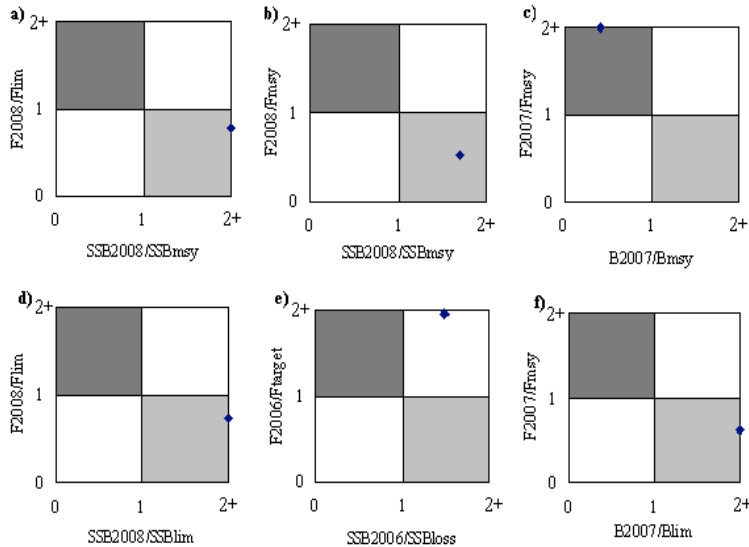 a)
2+
1
0
F2008/Flim
0 1 2+
SSB2008/SSBmsy
b)
2+
1
0
F2008/Fmsy
0 1 2+
SSB2008/SSBmsy
c)
2+
1
0
F2007/Fmsy
0 1 2+
B2007/Bmsy
d)
2+
1
0
F2008/Flim
0 1 2+
SSB2008/SSBlim
e)
2+
1
0
F2006/Ftarget
0 1 2+
SSB2006/SSBloss
f)
2+
1
0
F2007/Fmsy
0 1 2+
B2007/Blim